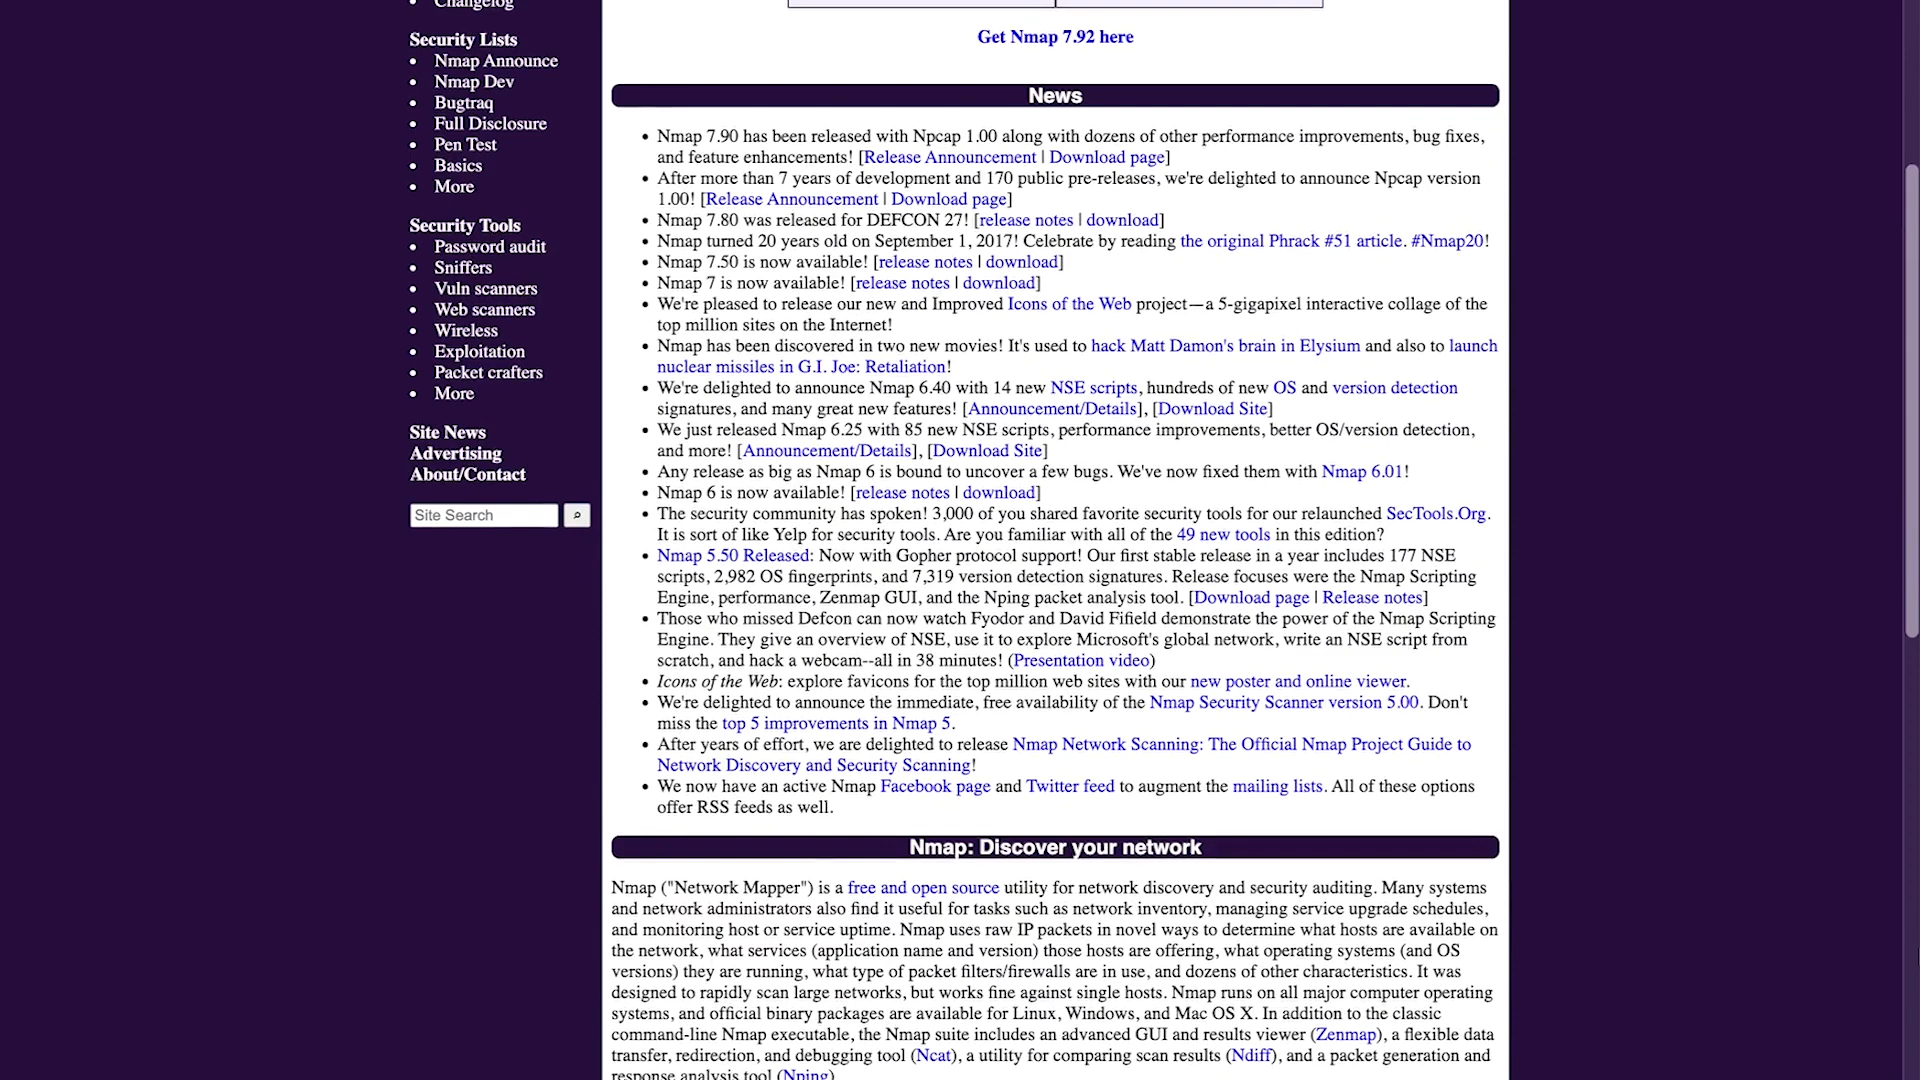 Changelog
Security Lists
Nmap Announce
Nmap Dev
Bugtraq
Full Disclosure
Pen Test
Basics
More
Security Tools
Password audit
Sniffers
Vuln scanners
Web scanners
Wireless
Exploitation
Packet crafters
More
Site News
Advertising
About/Contact
Site Search
Get Nmap 7.92 here
News
Nmap 7.90 has been released with Npcap 1.00 along with dozens of other performance improvements, bug fixes,
and feature enhancements! [Release Announcement | Download page]
After more than 7 years of development and 170 public pre-releases, we're delighted to announce Npcap version
1.00! [Release Announcement | Download page]
Nmap 7.80 was released for DEFCON 27! [release notes | download]
Nmap turned 20 years old on September 1, 2017! Celebrate by reading the original Phrack #51 article. #Nmap20!
Nmap 7.50 is now available! [release notes | download]
Nmap 7 is now available! [release notes | download]
We're pleased to release our new and Improved Icons of the Web project—a 5-gigapixel interactive collage of the
top million sites on the Internet!
Nmap has been discovered in two new movies! It's used to hack Matt Damon's brain in Elysium and also to launch
nuclear missiles in G.I. Joe: Retaliation!
We're delighted to announce Nmap 6.40 with 14 new NSE scripts, hundreds of new OS and version detection
signatures, and many great new features! [Announcement/Details], [Download Site]
We just released Nmap 6.25 with 85 new NSE scripts, performance improvements, better OS/version detection,
and more! [Announcement/Details], [Download Site]
Any release as big as Nmap 6 is bound to uncover a few bugs. We've now fixed them with Nmap 6.01!
Nmap 6 is now available! [release notes | download]
The security community has spoken! 3,000 of you shared favorite security tools for our relaunched SecTools.Org.
It is sort of like Yelp for security tools. Are you familiar with all of the 49 new tools in this edition?
Nmap 5.50 Released: Now with Gopher protocol support! Our first stable release in a year includes 177 NSE
scripts, 2,982 OS fingerprints, and 7,319 version detection signatures. Release focuses were the Nmap Scripting
Engine, performance, Zenmap GUI, and the Nping packet analysis tool. [Download page | Release notes]
Those who missed Defcon can now watch Fyodor and David Fifield demonstrate the power of the Nmap Scripting
Engine. They give an overview of NSE, use it to explore Microsoft's global network, write an NSE script from
scratch, and hack a webcam--all in 38 minutes! (Presentation video)
Icons of the Web: explore favicons for the top million web sites with our new poster and online viewer.
We're delighted to announce the immediate, free availability of the Nmap Security Scanner version 5.00. Don't
miss the top 5 improvements in Nmap 5.
After years of effort, we are delighted to release Nmap Network Scanning: The Official Nmap Project Guide to
Network Discovery and Security Scanning!
We now have an active Nmap Facebook page and Twitter feed to augment the mailing lists. All of these options
offer RSS feeds as well.
Nmap: Discover your network
Nmap ("Network Mapper") is a free and open source utility for network discovery and security auditing. Many systems
and network administrators also find it useful for tasks such as network inventory, managing service upgrade schedules,
and monitoring host or service uptime. Nmap uses raw IP packets in novel ways to determine what hosts are available on
the network, what services (application name and version) those hosts are offering, what operating systems (and OS
versions) they are running, what type of packet filters/firewalls are in use, and dozens of other characteristics. It was
designed to rapidly scan large networks, but works fine against single hosts. Nmap runs on all major computer operating
systems, and official binary packages are available for Linux, Windows, and Mac OS X. In addition to the classic
command-line Nmap executable, the Nmap suite includes an advanced GUI and results viewer (Zenmap), a flexible data
transfer, redirection, and debugging tool (Ncat), a utility for comparing scan results (Ndiff), and a packet generation and
response analysis tool (Nping).